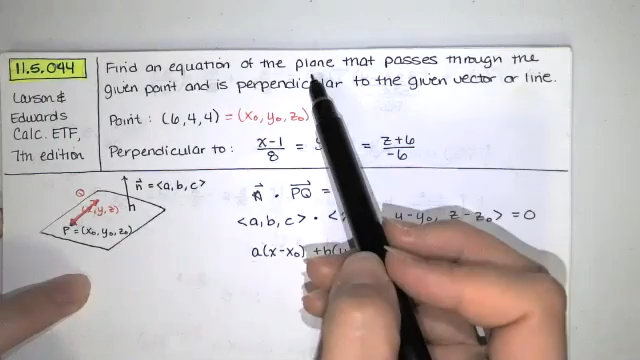 11.5.044
Find an equation of the plane that passes through the
given point and is perpendicular to the given vector or line.
Larson &
Edwards
Calc. ETF,
7th edition
Point: (6,4,4) = (x₀, y₀, z₀)
Perpendicular to: x-1/8 = = z+6/-6
Q
(x,y,z)
P = (x₀, y₀, z₀)
n⃗ = <a,b,c>
n⃗ · PQ⃗ =
<a,b,c> · < y-y₀, z-z₀> = 0
a(x-x₀) + b(